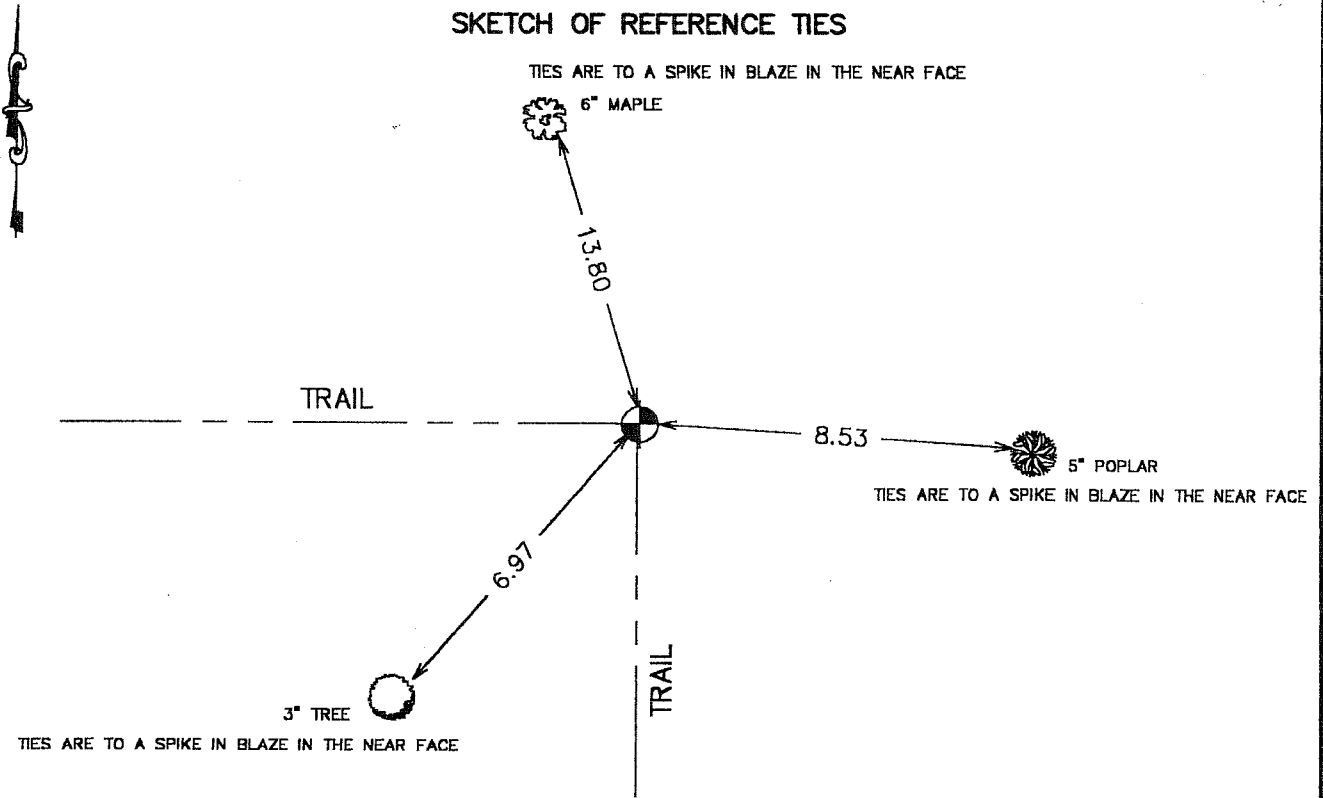 SKETCH OF REFERENCE TIES
TIES ARE TO A SPIKE IN BLAZE IN THE NEAR FACE
6" MAPLE
13.80
TRAIL
8.53
5" POPLAR
TIES ARE TO A SPIKE IN BLAZE IN THE NEAR FACE
6.97
TRAIL
3" TREE
TIES ARE TO A SPIKE IN BLAZE IN THE NEAR FACE